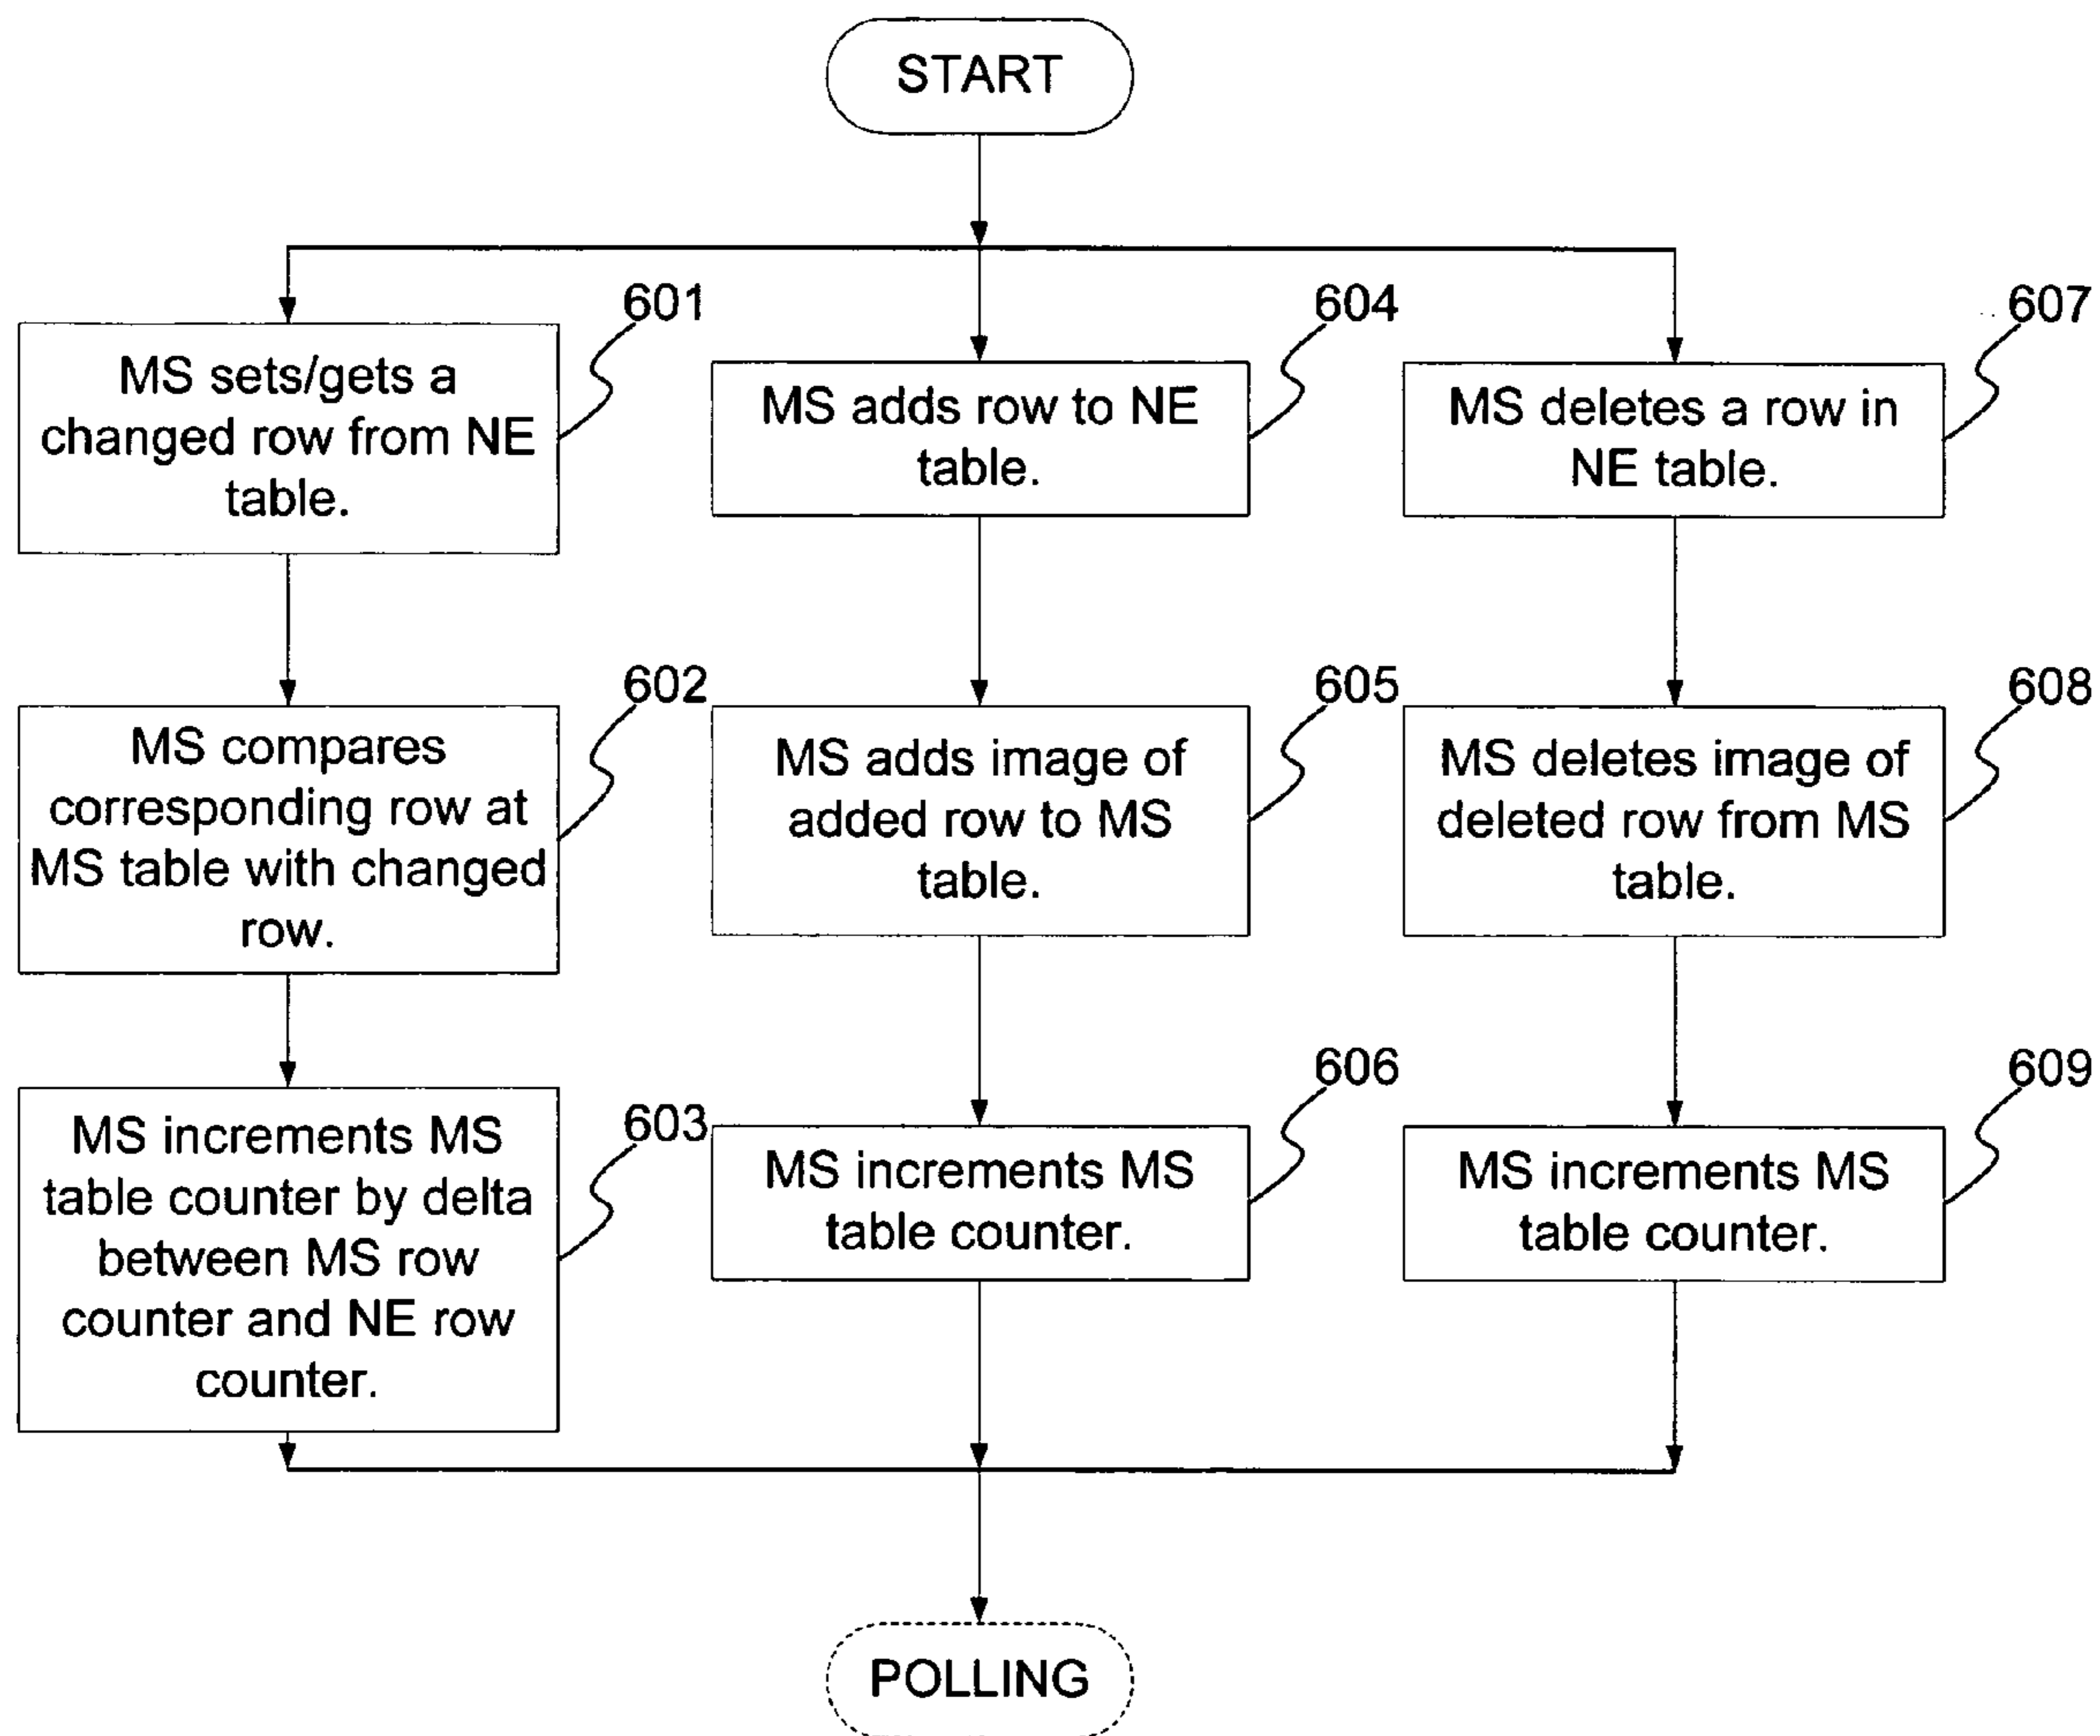 START
601
MS sets/gets a
changed row from NE
table.
604
MS adds row to NE
table.
607
MS deletes a row in
NE table.
602
MS compares
corresponding row at
MS table with changed
row.
605
MS adds image of
added row to MS
table.
608
MS deletes image of
deleted row from MS
table.
603
MS increments MS
table counter by delta
between MS row
counter and NE row
counter.
606
MS increments MS
table counter.
609
MS increments MS
table counter.
POLLING